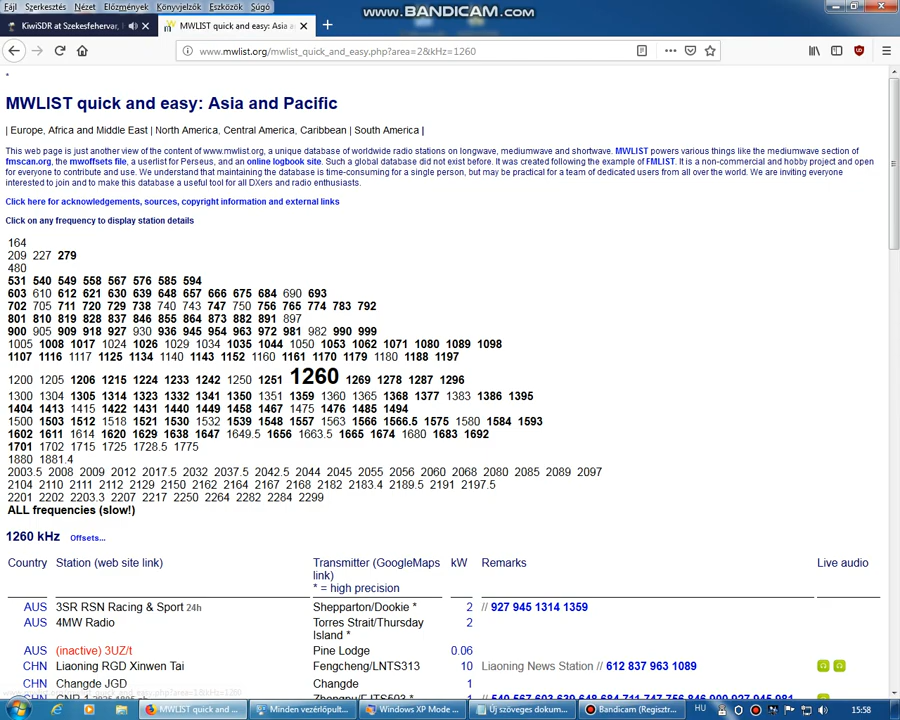 Fájl Szerkesztés Nézet Előzmények Könyvjelzők Eszközök Súgó
www.BANDICAM.com
KiwiSDR at Szekesfehervar,
MWLIST quick and easy: Asia a
www.mwlist.org/mwlist_quick_and_easy.php?area=2&kHz=1260
*
MWLIST quick and easy: Asia and Pacific
| Europe, Africa and Middle East | North America, Central America, Caribbean | South America |
This web page is just another view of the content of www.mwlist.org, a unique database of worldwide radio stations on longwave, mediumwave and shortwave. MWLIST powers various things like the mediumwave section of
fmscan.org, the mwoffsets file, a userlist for Perseus, and an online logbook site. Such a global database did not exist before. It was created following the example of FMLIST. It is a non-commercial and hobby project and open
for everyone to contribute and use. We understand that maintaining the database is time-consuming for a single person, but may be practical for a team of dedicated users from all over the world. We are inviting everyone
interested to join and to make this database a useful tool for all DXers and radio enthusiasts.
Click here for acknowledgements, sources, copyright information and external links
Click on any frequency to display station details
164
209 227 279
480
531 540 549 558 567 576 585 594
603 610 612 621 630 639 648 657 666 675 684 690 693
702 705 711 720 729 738 740 743 747 750 756 765 774 783 792
801 810 819 828 837 846 855 864 873 882 891 897
900 905 909 918 927 930 936 945 954 963 972 981 982 990 999
1005 1008 1017 1024 1026 1029 1034 1035 1044 1050 1053 1062 1071 1080 1089 1098
1107 1116 1117 1125 1134 1140 1143 1152 1160 1161 1170 1179 1180 1188 1197
1200 1205 1206 1215 1224 1233 1242 1250 1251 1260 1269 1278 1287 1296
1300 1304 1305 1314 1323 1332 1341 1350 1351 1359 1360 1365 1368 1377 1383 1386 1395
1404 1413 1415 1422 1431 1440 1449 1458 1467 1475 1476 1485 1494
1500 1503 1512 1518 1521 1530 1532 1539 1548 1557 1563 1566 1566.5 1575 1580 1584 1593
1602 1611 1614 1620 1629 1638 1647 1649.5 1656 1663.5 1665 1674 1680 1683 1692
1701 1702 1715 1725 1728.5 1775
1880 1881.4
2003.5 2008 2009 2012 2017.5 2032 2037.5 2042.5 2044 2045 2055 2056 2060 2068 2080 2085 2089 2097
2104 2110 2111 2112 2129 2150 2162 2164 2167 2168 2182 2183.4 2189.5 2191 2197.5
2201 2202 2203.3 2207 2217 2250 2264 2282 2284 2299
ALL frequencies (slow!)
1260 kHz Offsets...
Country Station (web site link) Transmitter (GoogleMaps link) kW Remarks Live audio
* = high precision
AUS 3SR RSN Racing & Sport 24h Shepparton/Dookie * 2 // 927 945 1314 1359
AUS 4MW Radio Torres Strait/Thursday Island * 2
AUS (inactive) 3UZ/t Pine Lodge 0.06
CHN Liaoning RGD Xinwen Tai Fengcheng/LNTS313 10 Liaoning News Station // 612 837 963 1089
CHN Changde JGD Changde 1
MWLIST quick and ...
Minden vezérlőpult...
Windows XP Mode ...
Új szöveges dokum...
Bandicam (Regisztr...
HU
15:58